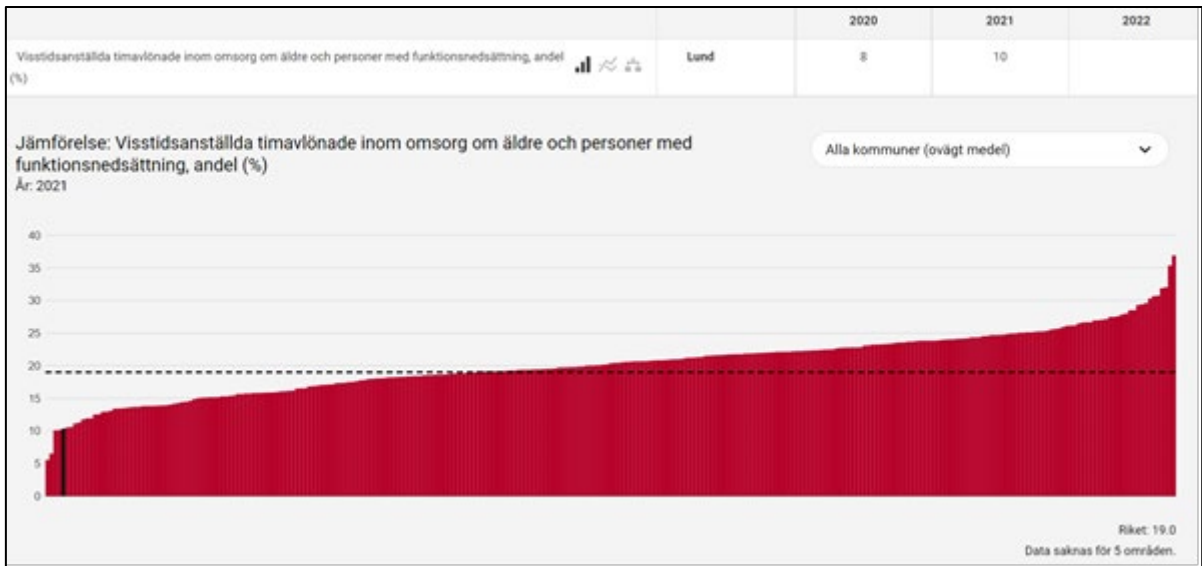 2020 2021 2022
Visstidsanställda timavlönade inom omsorg om äldre och personer med funktionsnedsättning, andel Lund 8 10
(%)
Jämförelse: Visstidsanställda timavlönade inom omsorg om äldre och personer med
funktionsnedsättning, andel (%)
År: 2021
Alla kommuner (ovägt medel)
40
35
30
25
20
15
10
5
0
Riket: 19.0
Data saknas för 5 områden.